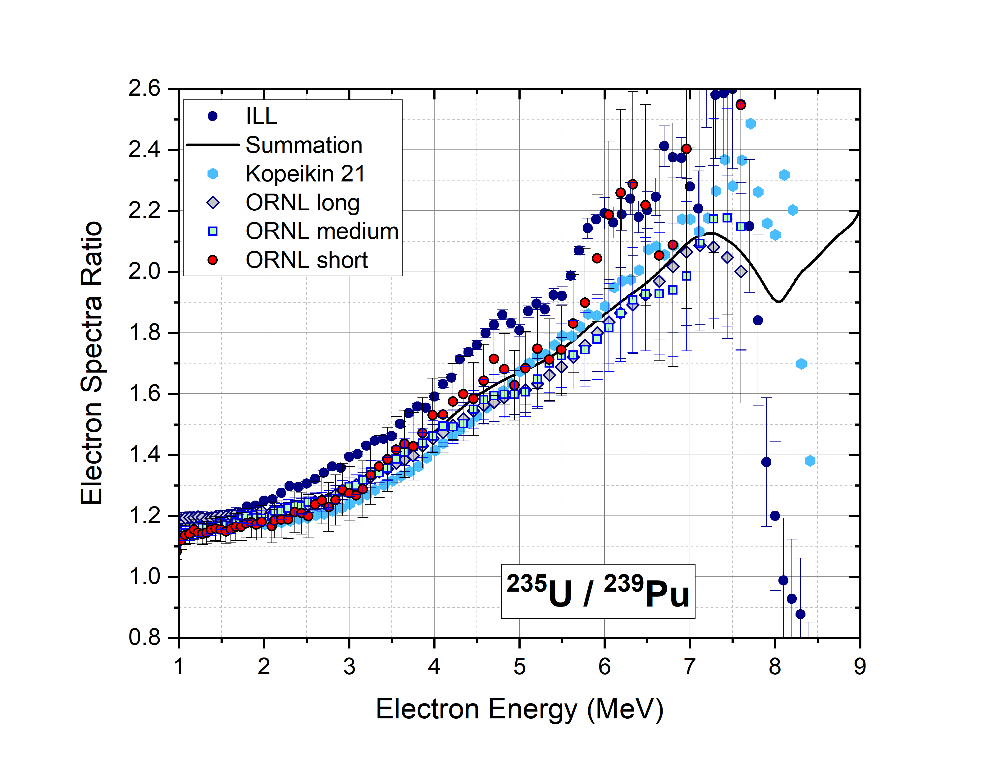 2.6
2.4
2.2
2.0
1.8
1.6
1.4
1.2
1.0
0.8
Electron Spectra Ratio
ILL
Summation
Kopeikin 21
ORNL long
ORNL medium
ORNL short
²³⁵U / ²³⁹Pu
1 2 3 4 5 6 7 8 9
Electron Energy (MeV)